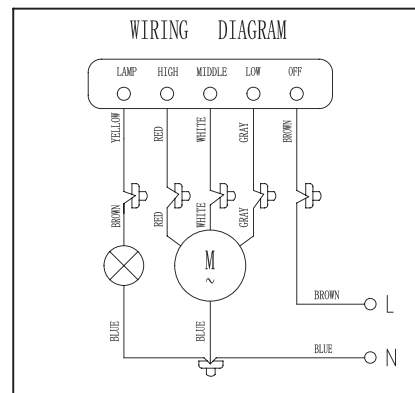 WIRING DIAGRAM
LAMP HIGH MIDDLE LOW OFF
YELLOW RED WHITE GRAY BROWN
BROWN RED WHITE GRAY
M
~
BROWN L
BLUE BLUE BLUE N